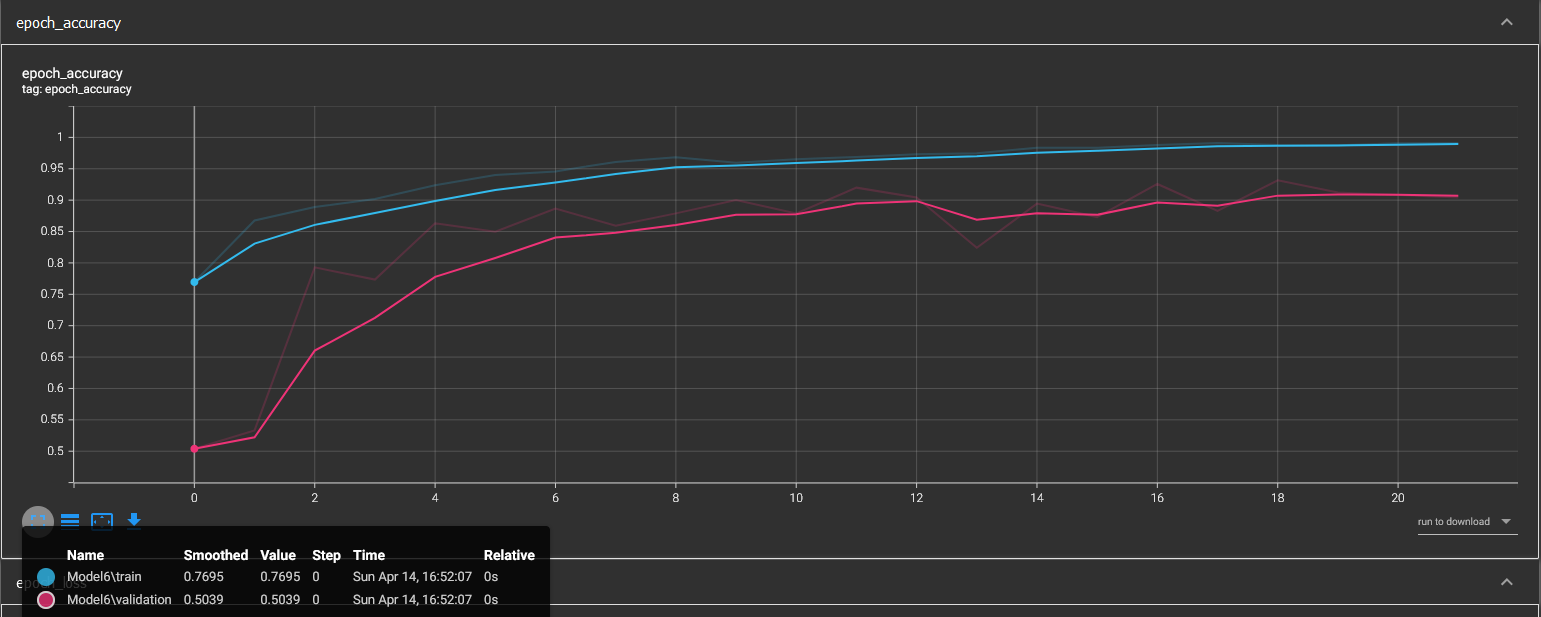 epoch_accuracy
epoch_accuracy
tag: epoch_accuracy
1
0.95
0.9
0.85
0.8
0.75
0.7
0.65
0.6
0.55
0.5
0 2 4 6 8 10 12 14 16 18 20
run to download
Name Smoothed Value Step Time Relative
Model6\train 0.7695 0.7695 0 Sun Apr 14, 16:52:07 0s
epoch_loss
Model6\validation 0.5039 0.5039 0 Sun Apr 14, 16:52:07 0s